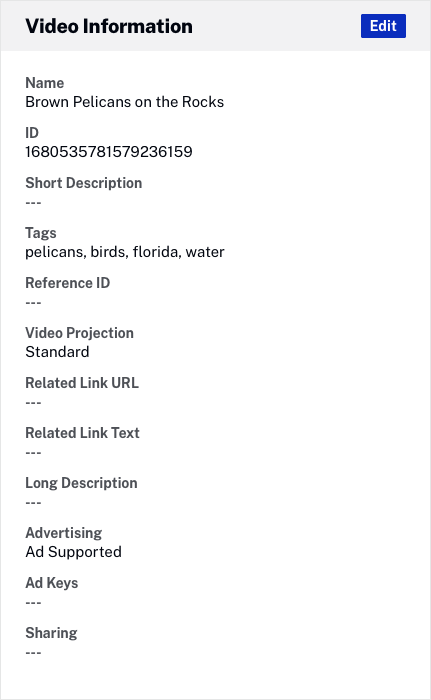 Video Information
Edit
Name
Brown Pelicans on the Rocks
ID
1680535781579236159
Short Description
---
Tags
pelicans, birds, florida, water
Reference ID
---
Video Projection
Standard
Related Link URL
---
Related Link Text
---
Long Description
---
Advertising
Ad Supported
Ad Keys
---
Sharing
---